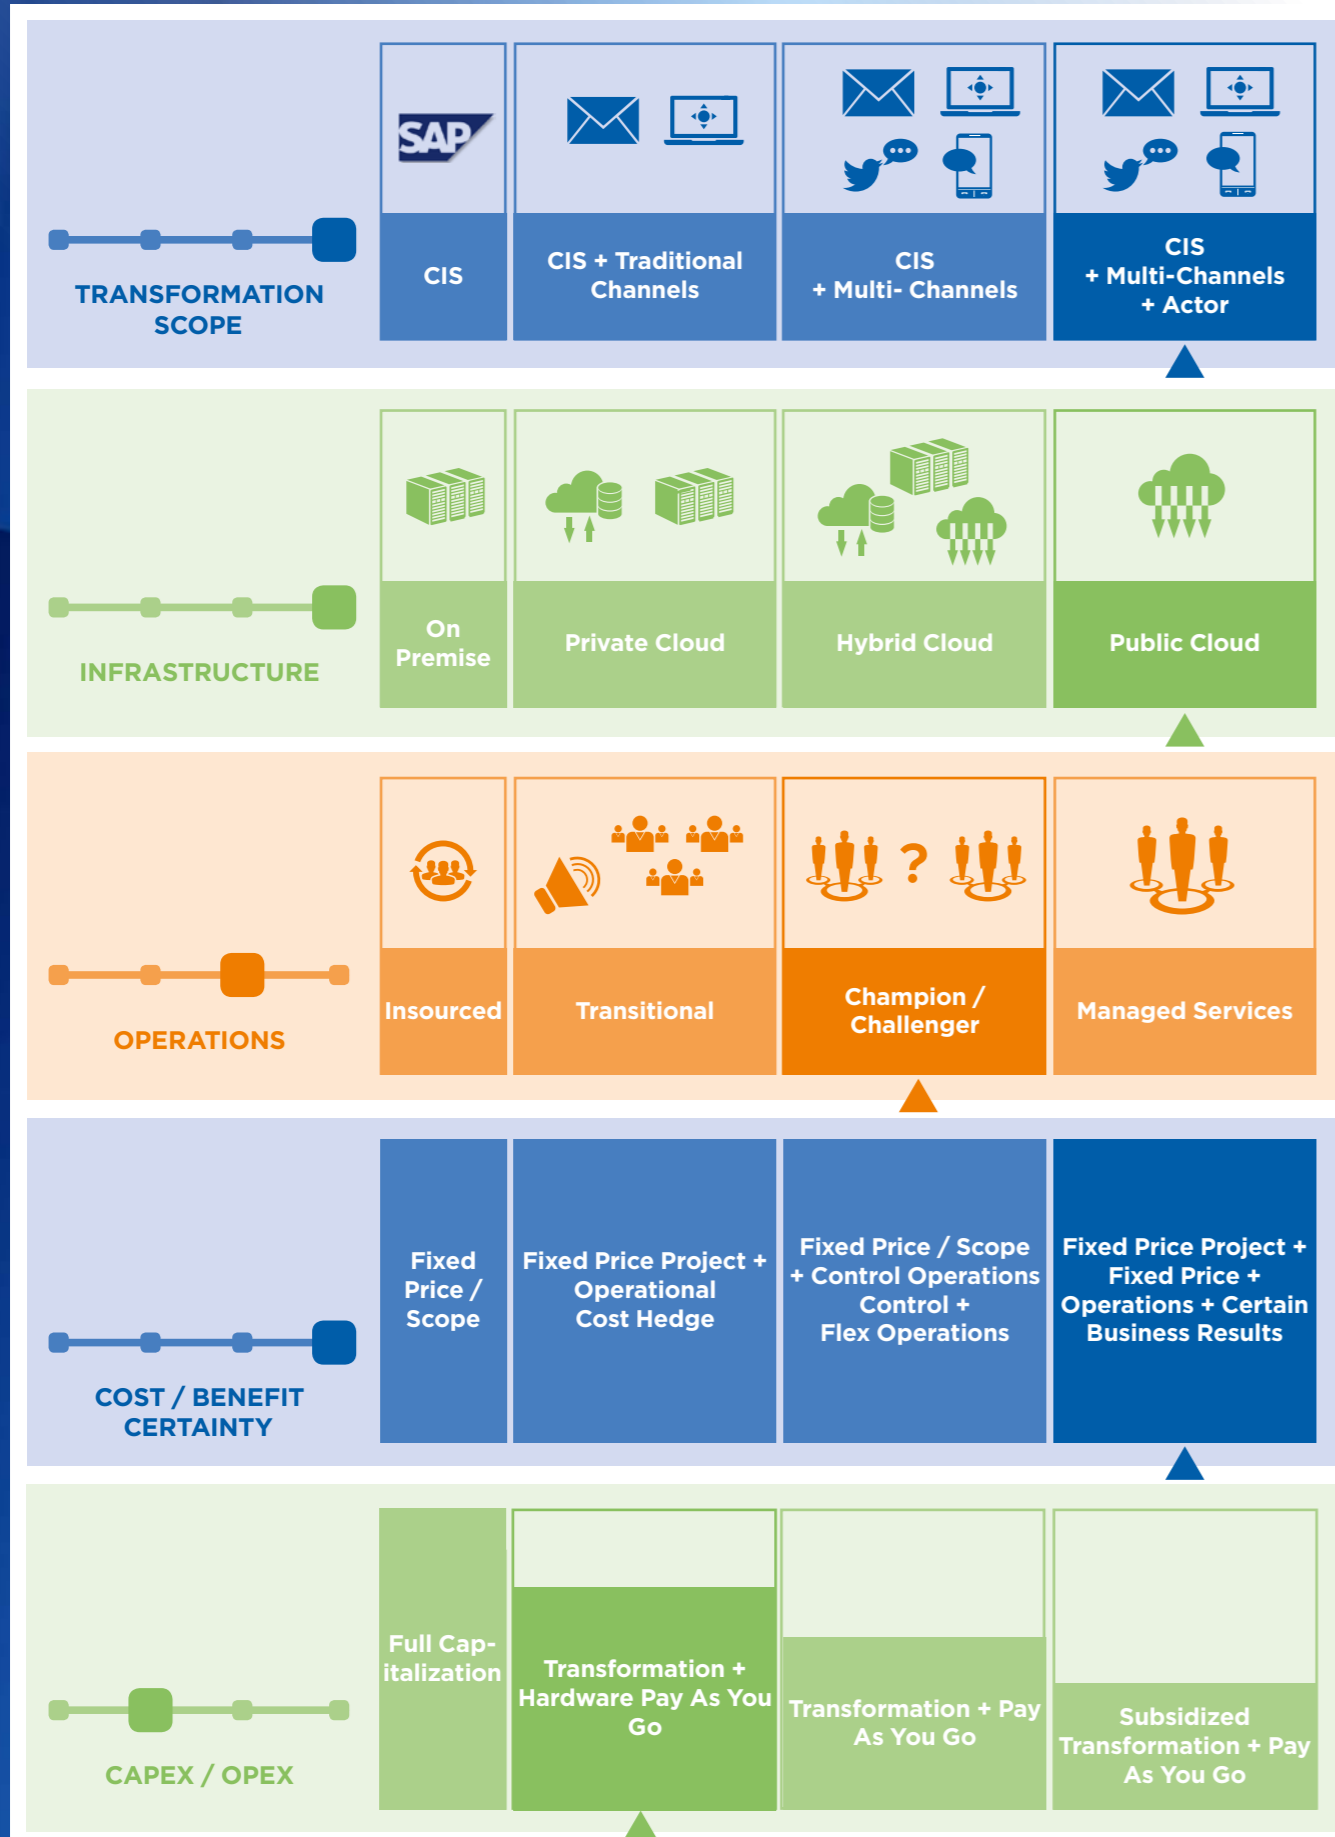 SAP
TRANSFORMATION
SCOPE
CIS
CIS + Traditional
Channels
CIS
+ Multi- Channels
CIS
+ Multi-Channels
+ Actor
INFRASTRUCTURE
On
Premise
Private Cloud
Hybrid Cloud
Public Cloud
?
OPERATIONS
Insourced
Transitional
Champion /
Challenger
Managed Services
COST / BENEFIT
CERTAINTY
Fixed
Price /
Scope
Fixed Price Project +
Operational
Cost Hedge
Fixed Price / Scope
+ Control Operations
Control +
Flex Operations
Fixed Price Project +
Fixed Price +
Operations + Certain
Business Results
CAPEX / OPEX
Full Cap-
italization
Transformation +
Hardware Pay As You
Go
Transformation + Pay
As You Go
Subsidized
Transformation + Pay
As You Go